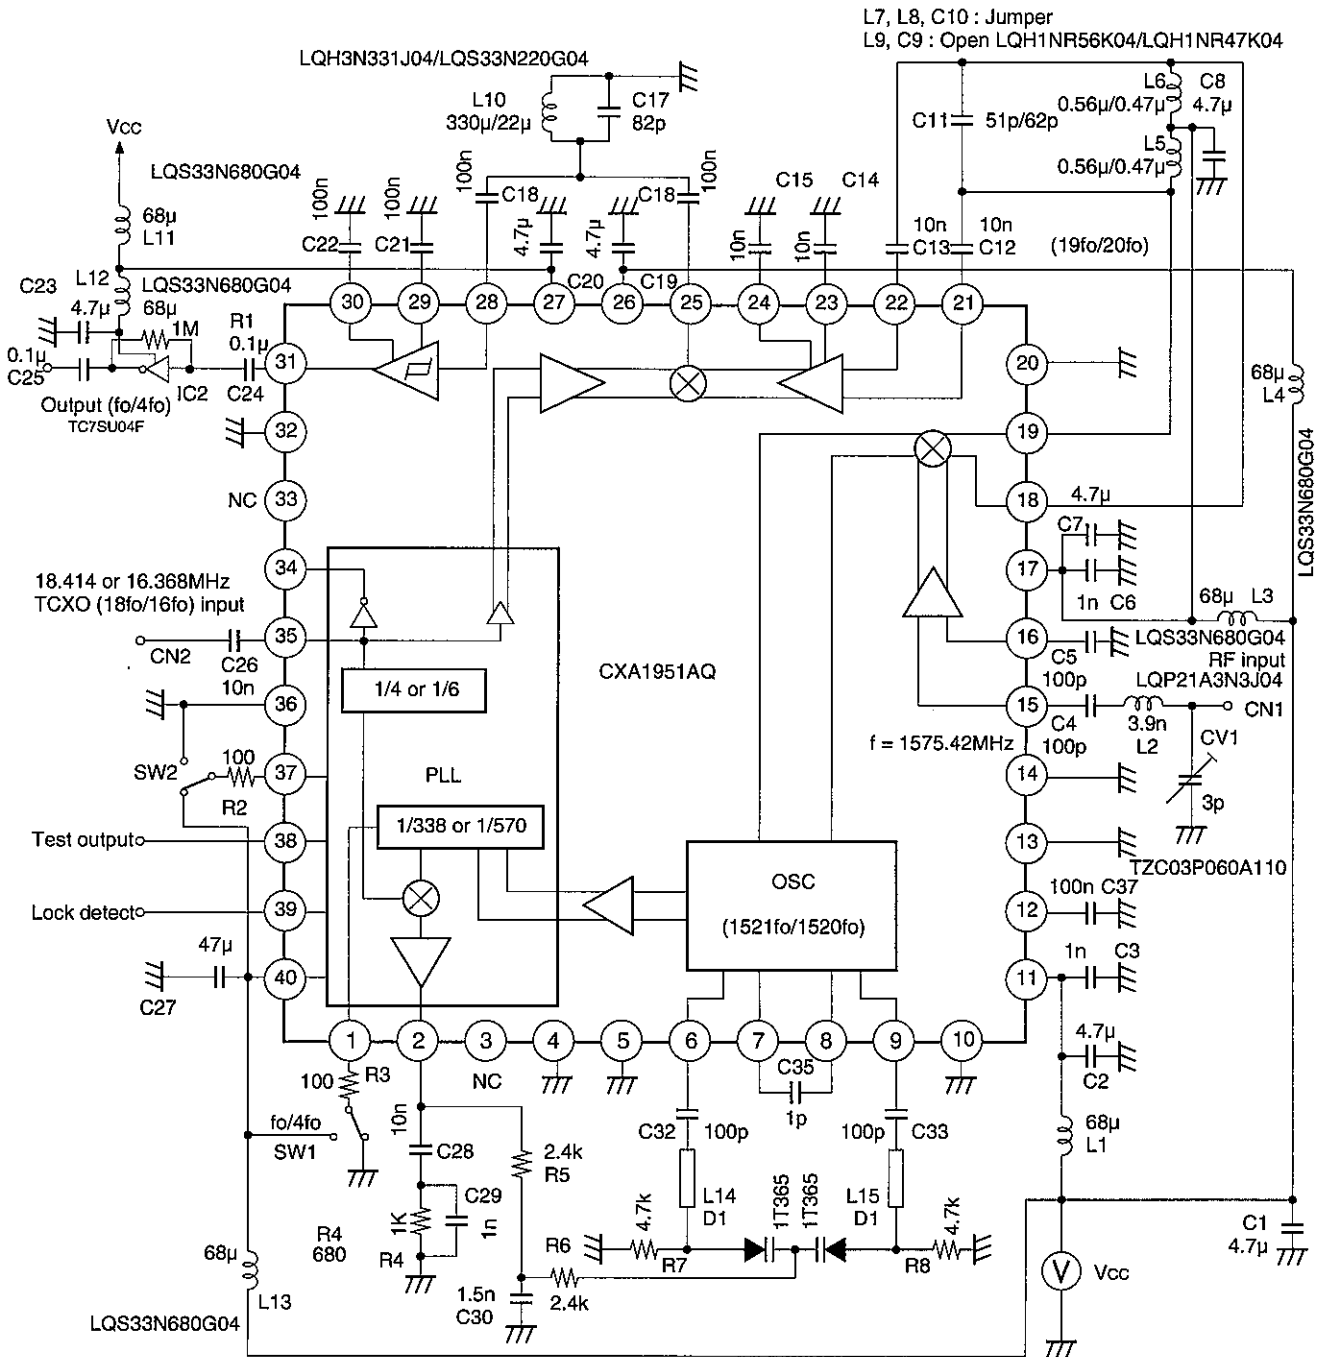 L7, L8, C10 : Jumper
L9, C9 : Open LQH1NR56K04/LQH1NR47K04
LQH3N331J04/LQS33N220G04
L10
330µ/22µ
C17
82p
C11
51p/62p
L6
0.56µ/0.47µ
C8
4.7µ
L5
0.56µ/0.47µ
Vcc
LQS33N680G04
68µ
L11
100n
C22
100n
C21
100n
C18
4.7µ
C20
4.7µ
C19
C18
100n
C15
10n
C14
10n
10n
C13
10n
C12
(19fo/20fo)
C23
L12
4.7µ
LQS33N680G04
68µ
1M
R1
0.1µ
C24
0.1µ
C25
IC2
Output (fo/4fo)
TC7SU04F
30
29
28
27
26
25
24
23
22
21
31
32
NC
33
34
18.414 or 16.368MHz
TCXO (18fo/16fo) input
35
CN2
C26
10n
36
SW2
100
R2
37
Test output
38
Lock detect
39
47µ
C27
40
1/4 or 1/6
PLL
1/338 or 1/570
CXA1951AQ
OSC
(1521fo/1520fo)
20
19
18
4.7µ
C7
17
1n
C6
68µ
L3
LQS33N680G04
68µ
L4
LQS33N680G04
16
C5
100p
RF input
LQP21A3N3J04
15
C4
100p
3.9n
L2
CN1
f = 1575.42MHz
CV1
3p
14
13
TZC03P060A110
12
100n
C37
11
1n
C3
4.7µ
C2
68µ
L1
1
2
3
4
5
6
7
8
9
10
NC
100
R3
fo/4fo
SW1
10n
C28
C29
1n
1K
R4
R4
680
2.4k
R5
R6
2.4k
1.5n
C30
C32
100p
C35
1p
100p
C33
L14
D1
1T365
1T365
L15
D1
4.7k
R7
4.7k
R8
68µ
L13
LQS33N680G04
C1
4.7µ
V
Vcc